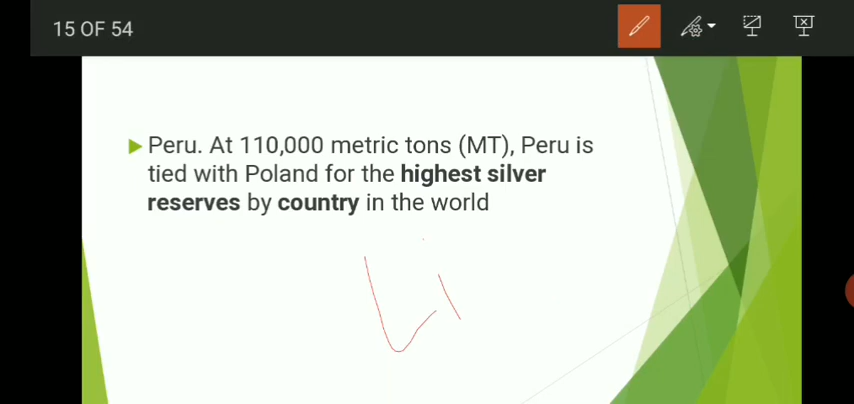 15 OF 54
Peru. At 110,000 metric tons (MT), Peru is
tied with Poland for the highest silver
reserves by country in the world